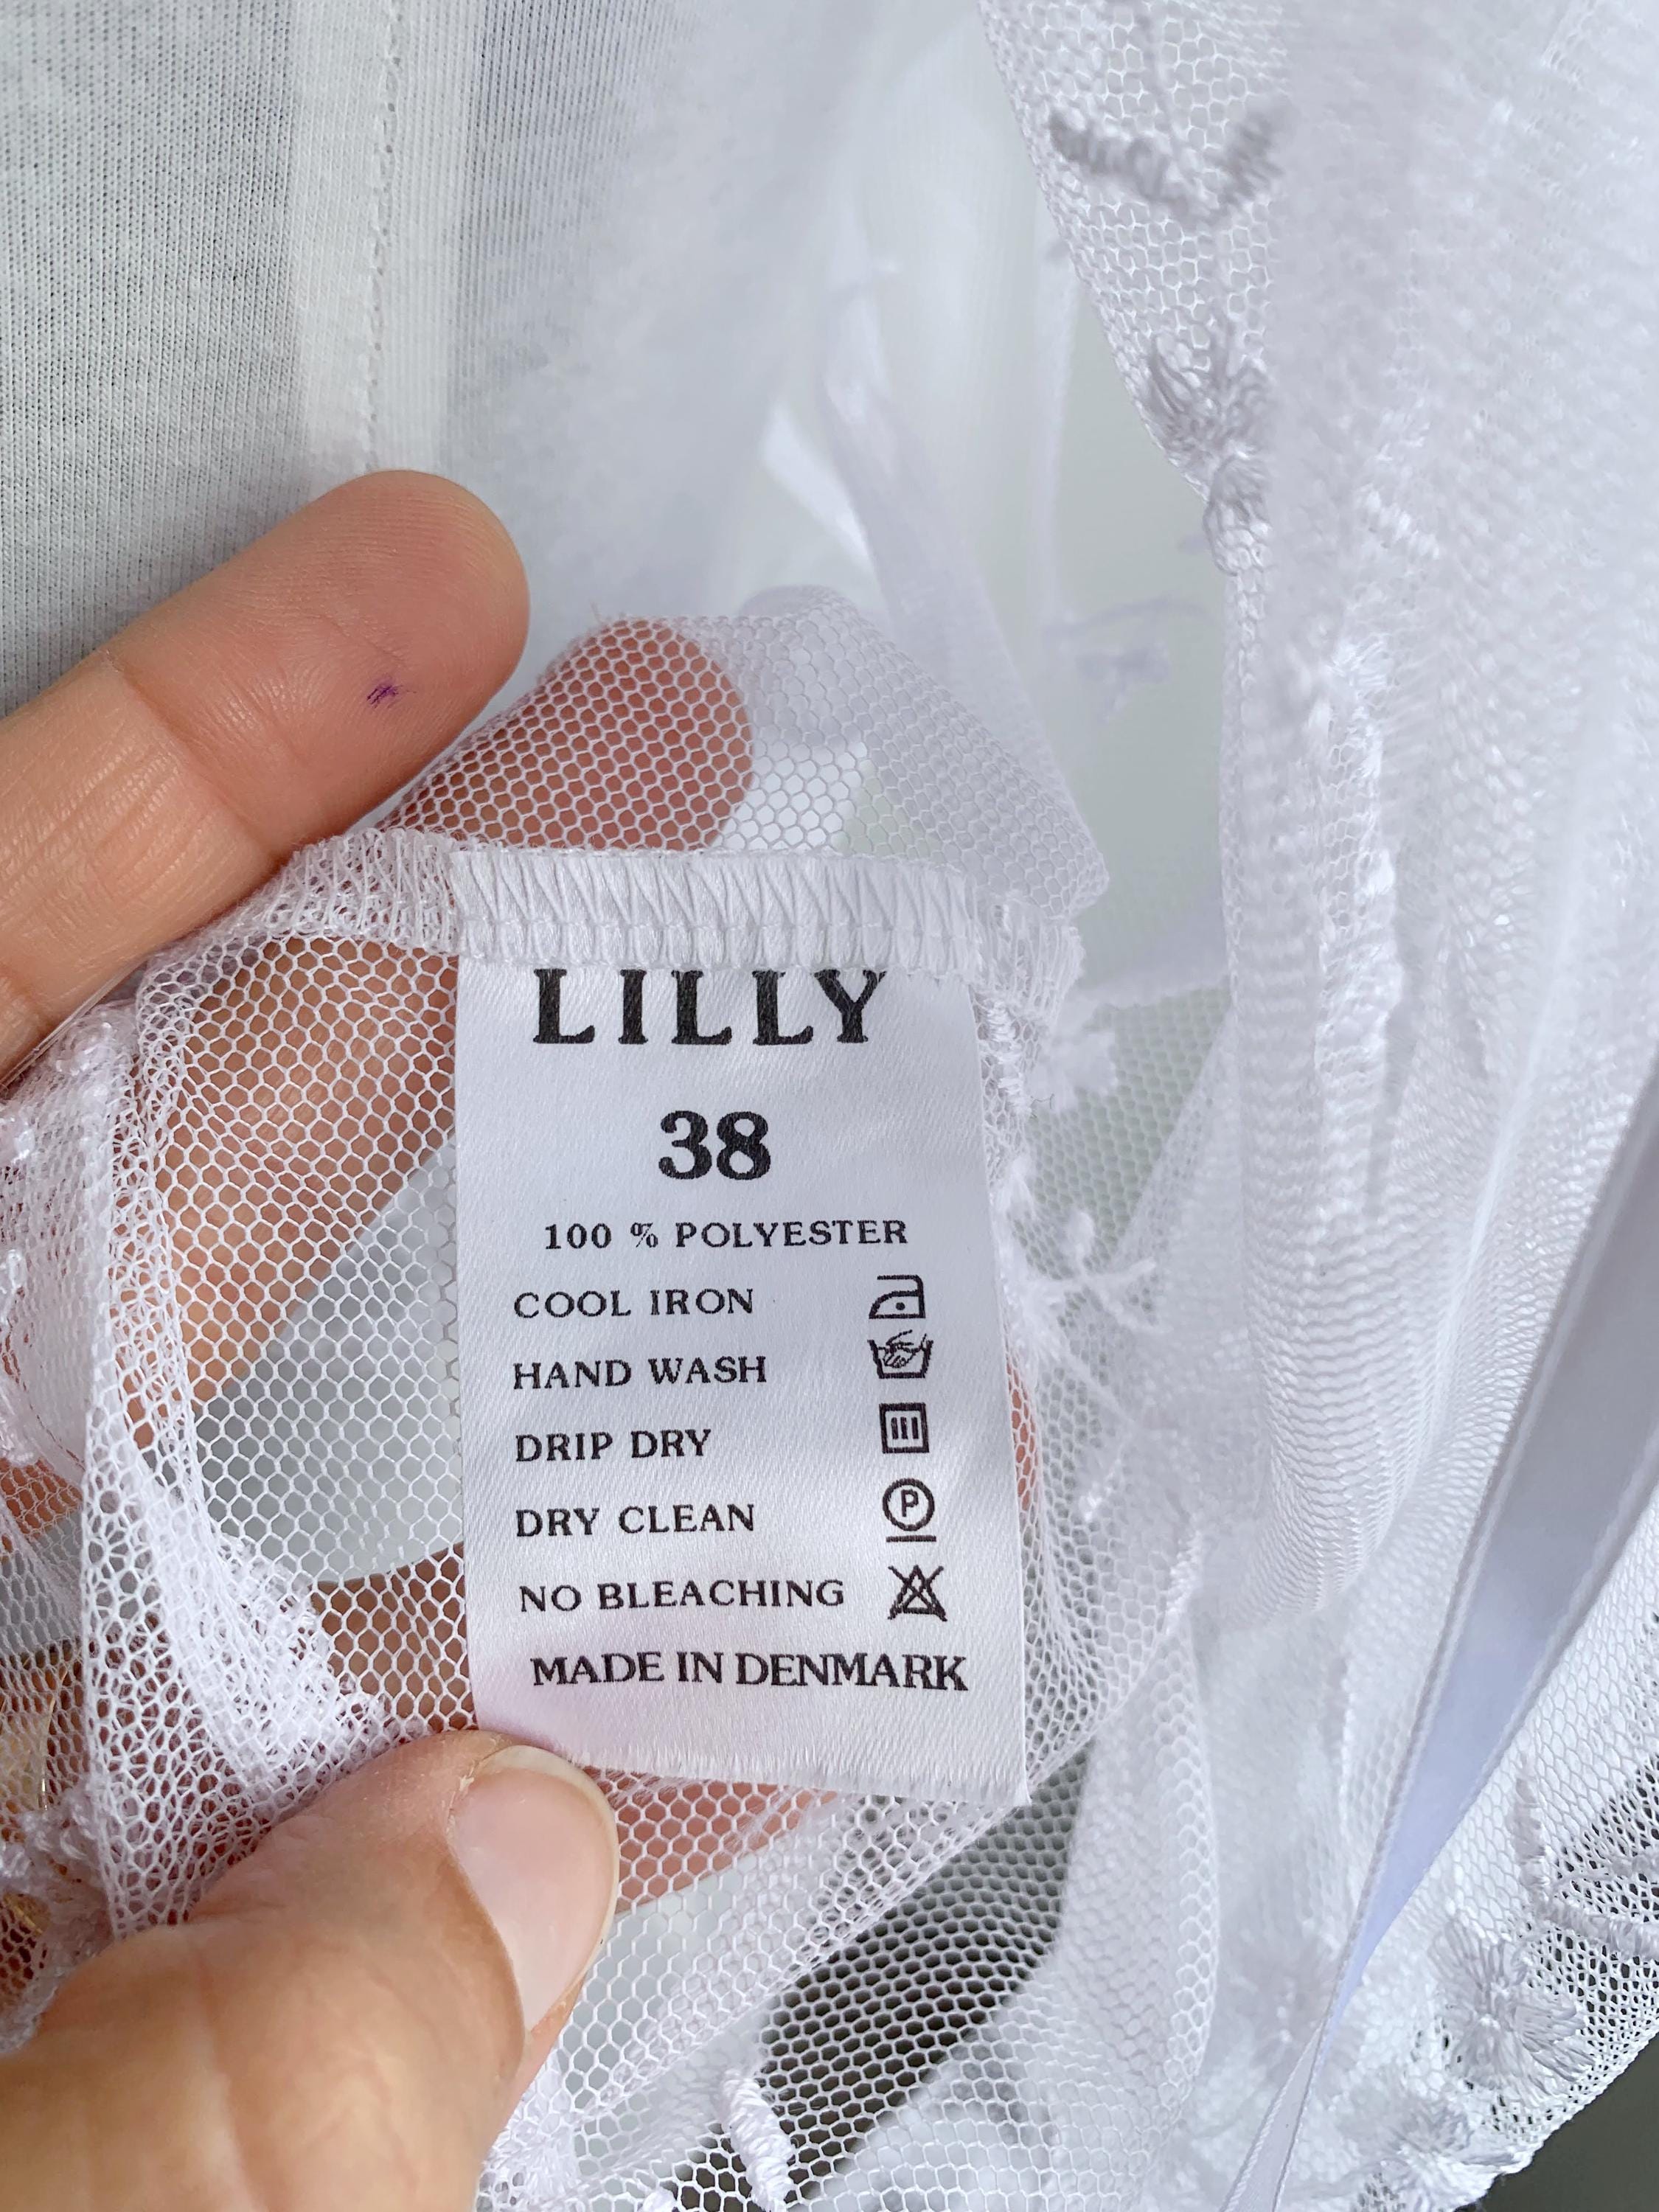 LILLY
38
100 % POLYESTER
COOL IRON
HAND WASH
DRIP DRY
DRY CLEAN P
NO BLEACHING
MADE IN DENMARK